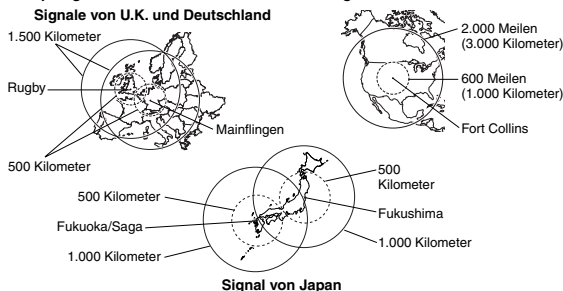 Signale von U.K. und Deutschland
1.500 Kilometer
Rugby
Mainflingen
500 Kilometer
2.000 Meilen
(3.000 Kilometer)
600 Meilen
(1.000 Kilometer)
Fort Collins
500 Kilometer
Fukuoka/Saga
1.000 Kilometer
500
Kilometer
Fukushima
1.000 Kilometer
Signal von Japan